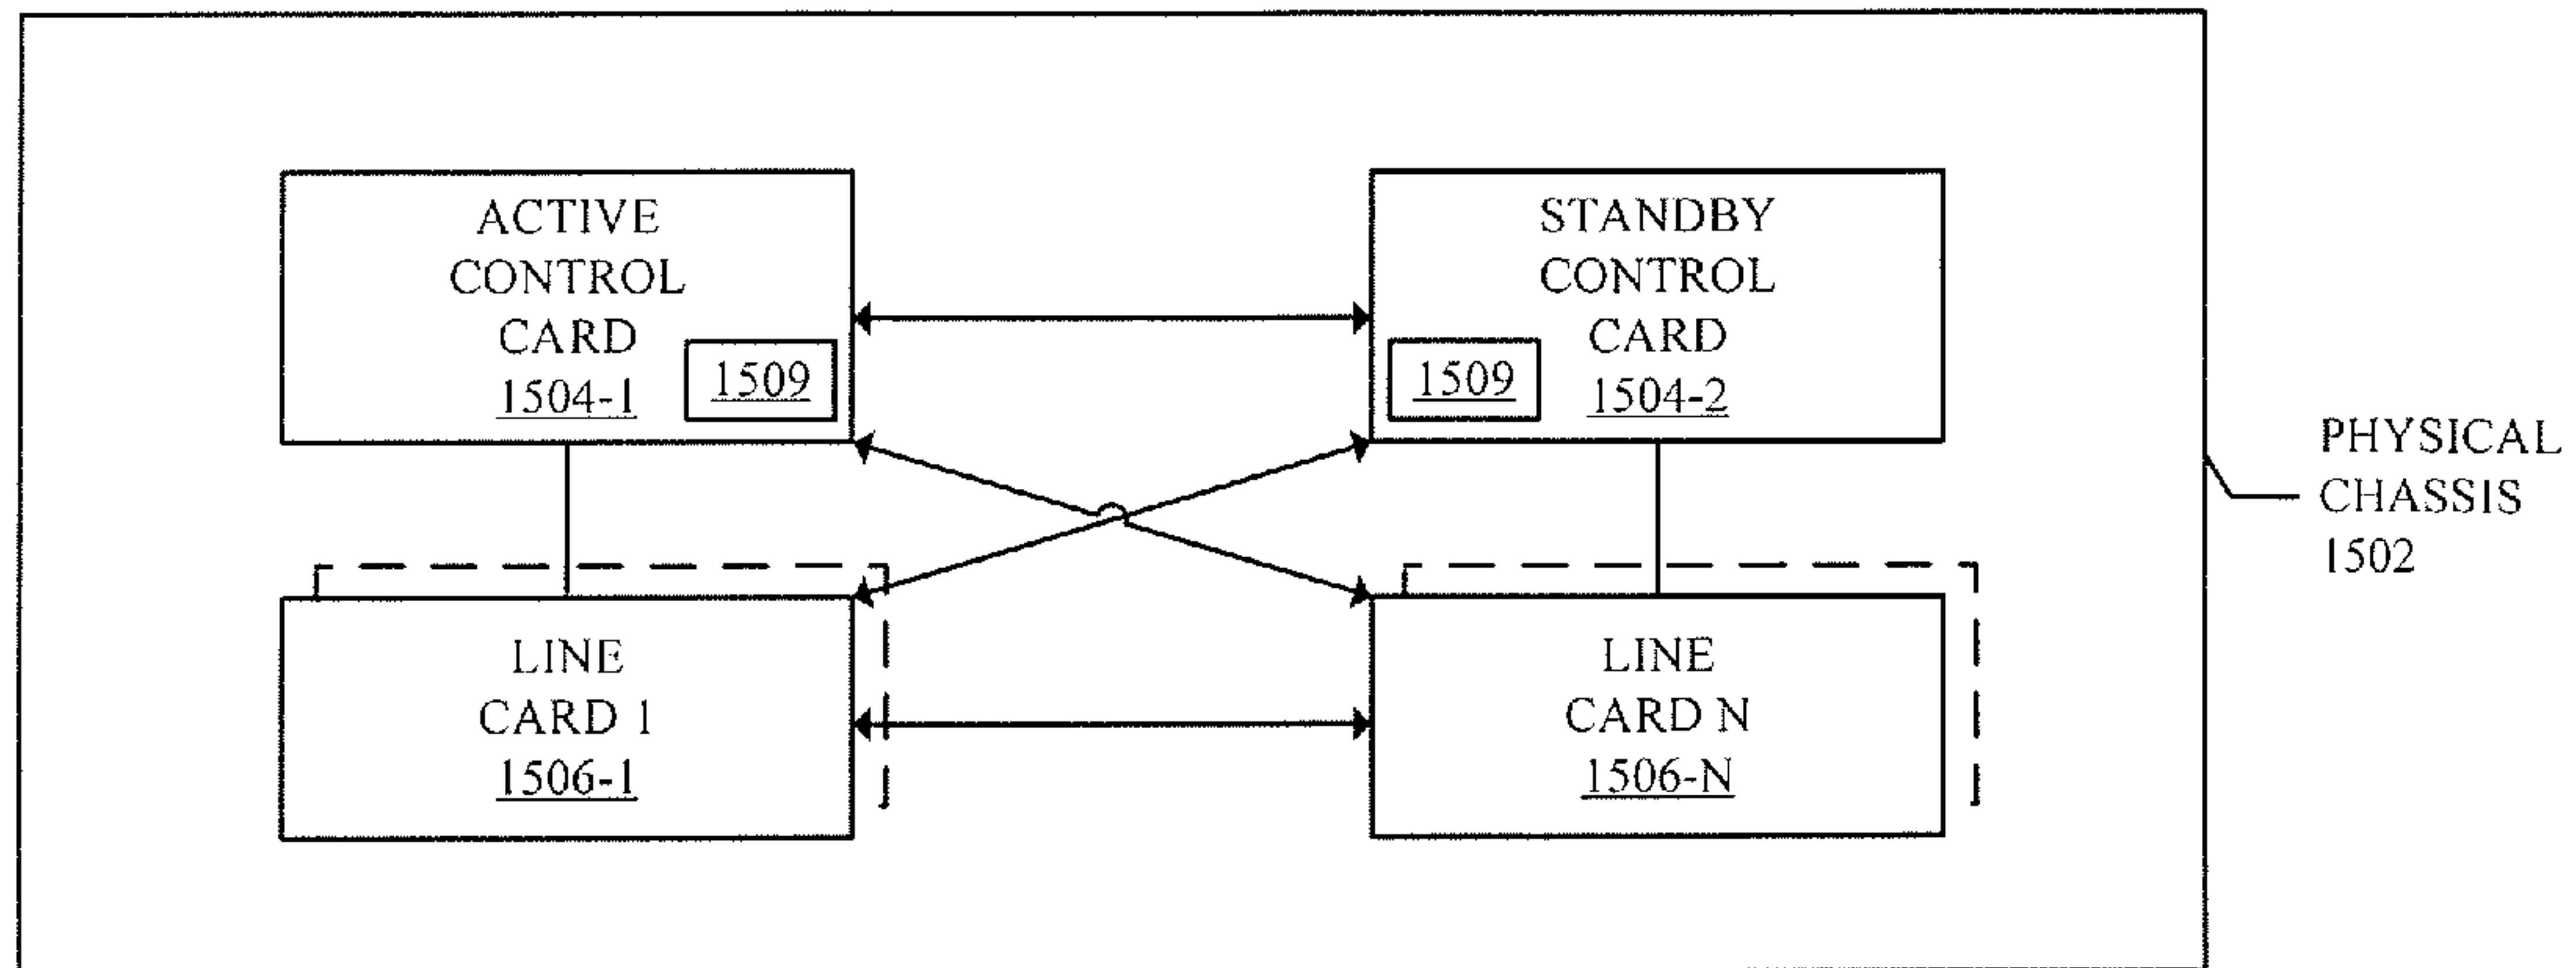 ACTIVE
CONTROL
CARD
1504-1
1509
STANDBY
CONTROL
CARD
1504-2
1509
LINE
CARD 1
1506-1
LINE
CARD N
1506-N
PHYSICAL
CHASSIS
1502